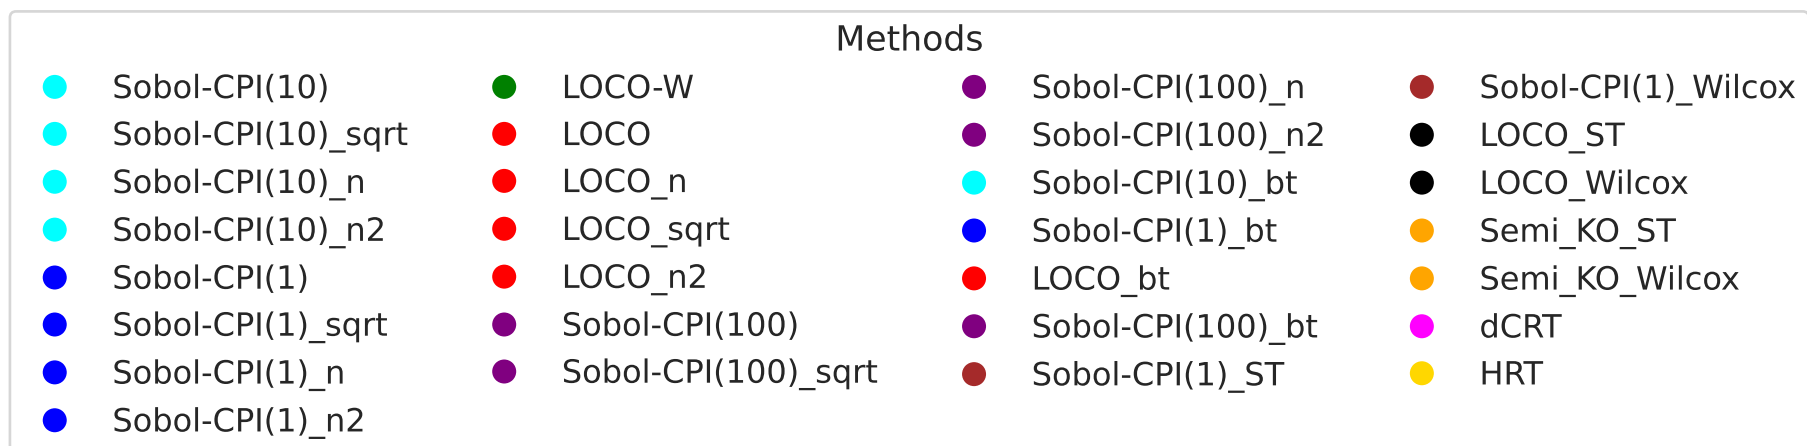 Methods
Sobol-CPI(10)
Sobol-CPI(10)_sqrt
Sobol-CPI(10)_n
Sobol-CPI(10)_n2
Sobol-CPI(1)
Sobol-CPI(1)_sqrt
Sobol-CPI(1)_n
Sobol-CPI(1)_n2
LOCO-W
LOCO
LOCO_n
LOCO_sqrt
LOCO_n2
Sobol-CPI(100)
Sobol-CPI(100)_sqrt
Sobol-CPI(100)_n
Sobol-CPI(100)_n2
Sobol-CPI(10)_bt
Sobol-CPI(1)_bt
LOCO_bt
Sobol-CPI(100)_bt
Sobol-CPI(1)_ST
Sobol-CPI(1)_Wilcox
LOCO_ST
LOCO_Wilcox
Semi_KO_ST
Semi_KO_Wilcox
dCRT
HRT